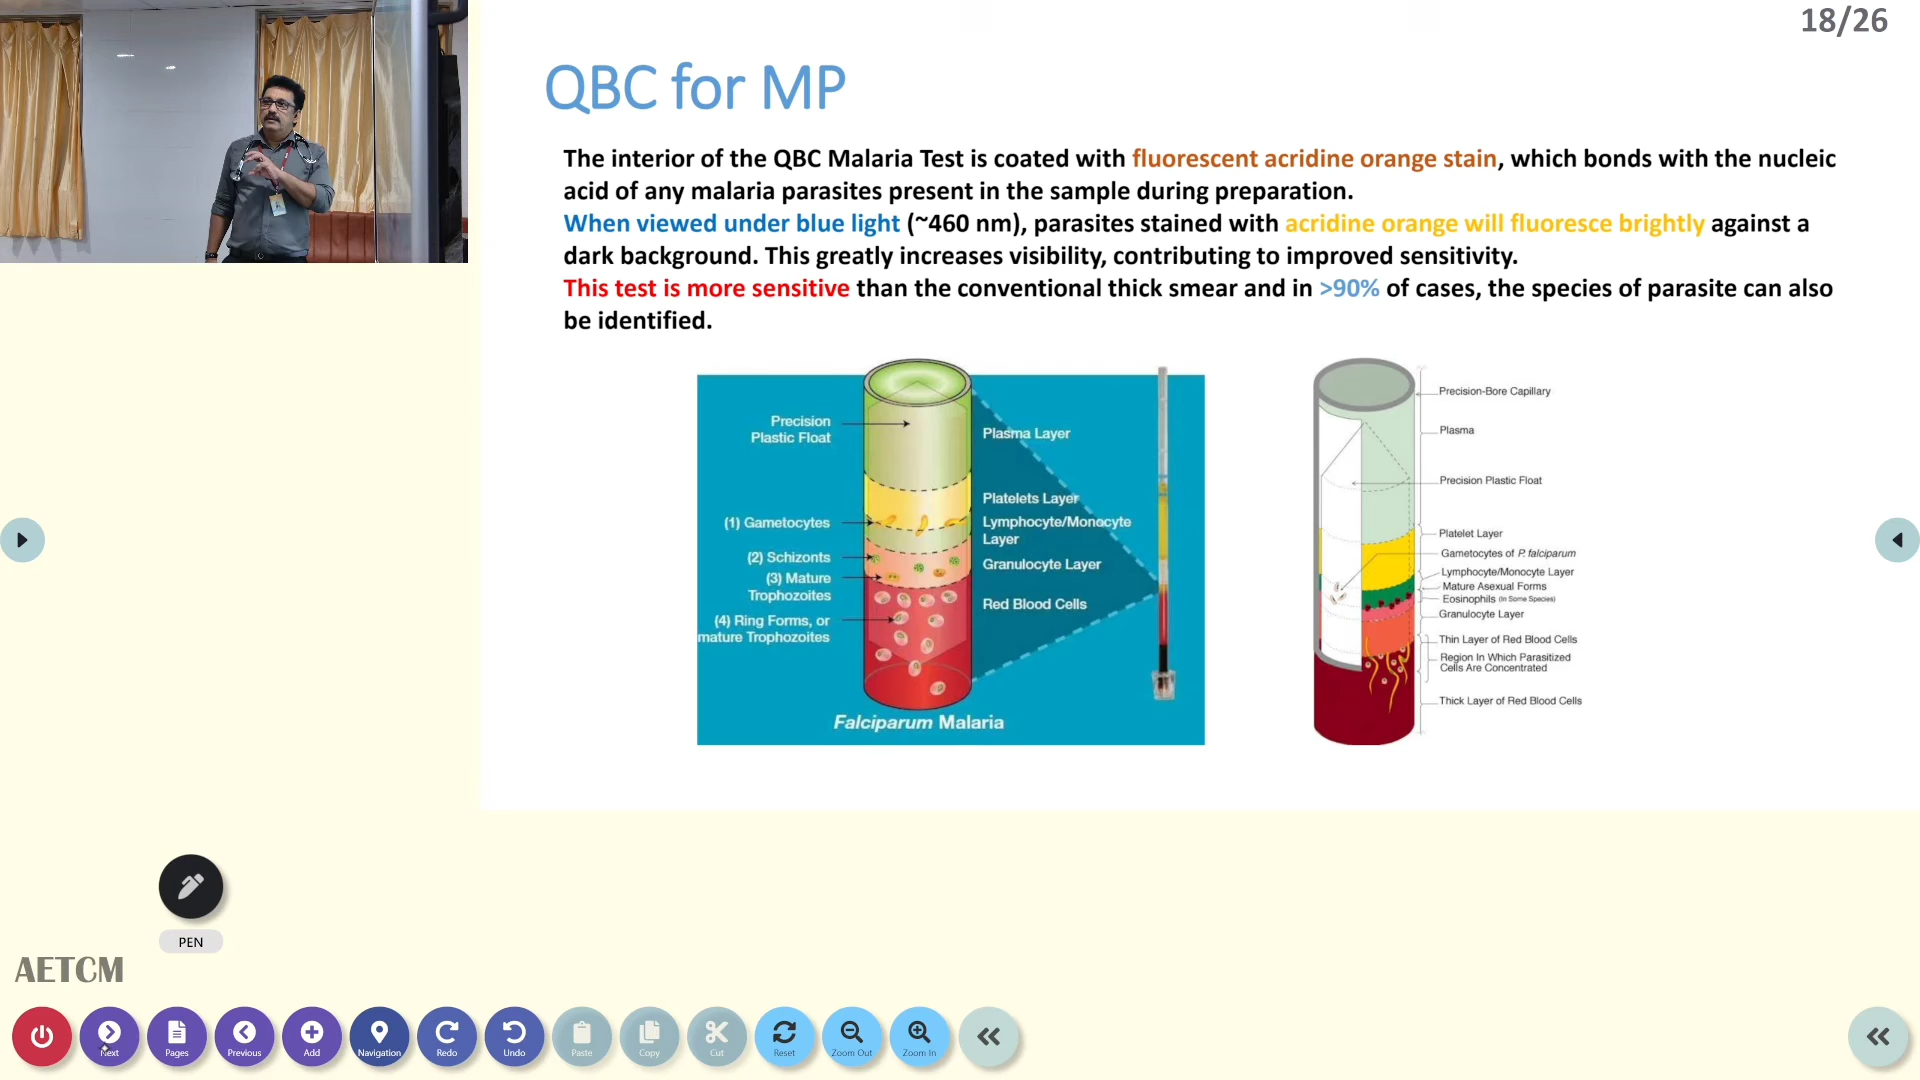 18/26
QBC for MP
The interior of the QBC Malaria Test is coated with fluorescent acridine orange stain, which bonds with the nucleic
acid of any malaria parasites present in the sample during preparation.
When viewed under blue light (~460 nm), parasites stained with acridine orange will fluoresce brightly against a
dark background. This greatly increases visibility, contributing to improved sensitivity.
This test is more sensitive than the conventional thick smear and in >90% of cases, the species of parasite can also
be identified.
Precision
Plastic Float
(1) Gametocytes
(2) Schizonts
(3) Mature
Trophozoites
(4) Ring Forms, or
mature Trophozoites
Plasma Layer
Platelets Layer
Lymphocyte/Monocyte
Layer
Granulocyte Layer
Red Blood Cells
Falciparum Malaria
Precision-Bore Capillary
Plasma
Precision Plastic Float
Platelet Layer
Gametocytes of P. falciparum
Lymphocyte/Monocyte Layer
Mature Asexual Forms
Eosinophils (In Some Species)
Granulocyte Layer
Thin Layer of Red Blood Cells
Region In Which Parasitized
Cells Are Concentrated
Thick Layer of Red Blood Cells
PEN
AETCM
Next
Pages
Previous
Add
Navigation
Redo
Undo
Paste
Copy
Cut
Reset
Zoom Out
Zoom In